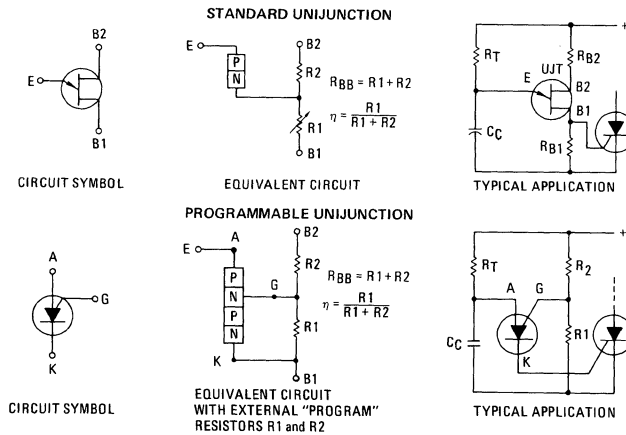 STANDARD UNIJUNCTION
B2
E
B1
CIRCUIT SYMBOL
E
P
N
B2
R2
R1
B1
RBB = R1 + R2
η = R1 / R1 + R2
EQUIVALENT CIRCUIT
+
RT
RB2
E
UJT
B2
B1
CC
RB1
TYPICAL APPLICATION
PROGRAMMABLE UNIJUNCTION
A
G
K
CIRCUIT SYMBOL
E
A
P
N
P
N
G
K
B2
R2
R1
B1
RBB = R1 + R2
η = R1 / R1 + R2
EQUIVALENT CIRCUIT
WITH EXTERNAL "PROGRAM"
RESISTORS R1 and R2
+
RT
R2
A
G
CC
R1
K
TYPICAL APPLICATION